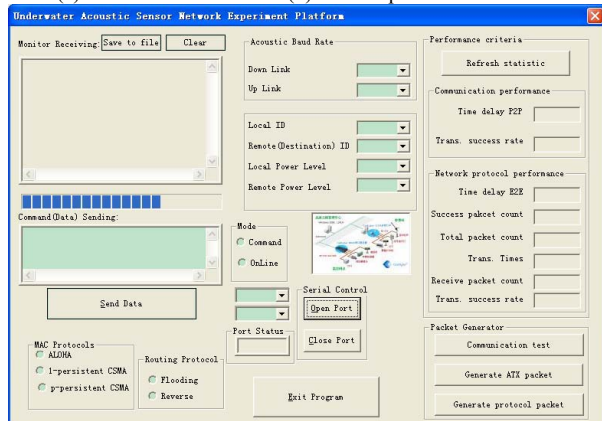 Underwater Acoustic Sensor Network Experiment Platform
Monitor Receiving: Save to file Clear
Acoustic Baud Rate
Down Link
Up Link
Local ID
Remote(Destination) ID
Local Power Level
Remote Power Level
Performance criteria
Refresh statistic
Communication performance
Time delay P2P
Trans. success rate
Network protocol performance
Time delay E2E
Success pakcet count
Total packet count
Trans. Times
Receive packet count
Trans. success rate
Command(Data) Sending:
Send Data
Mode
Command
OnLine
Serial Control
Open Port
Close Port
Port Status
MAC Protocols
ALOHA
1-persistent CSMA
p-persistent CSMA
Routing Protocol
Flooding
Reverse
Exit Program
Packet Generator
Communication test
Generate ATX packet
Generate protocol packet